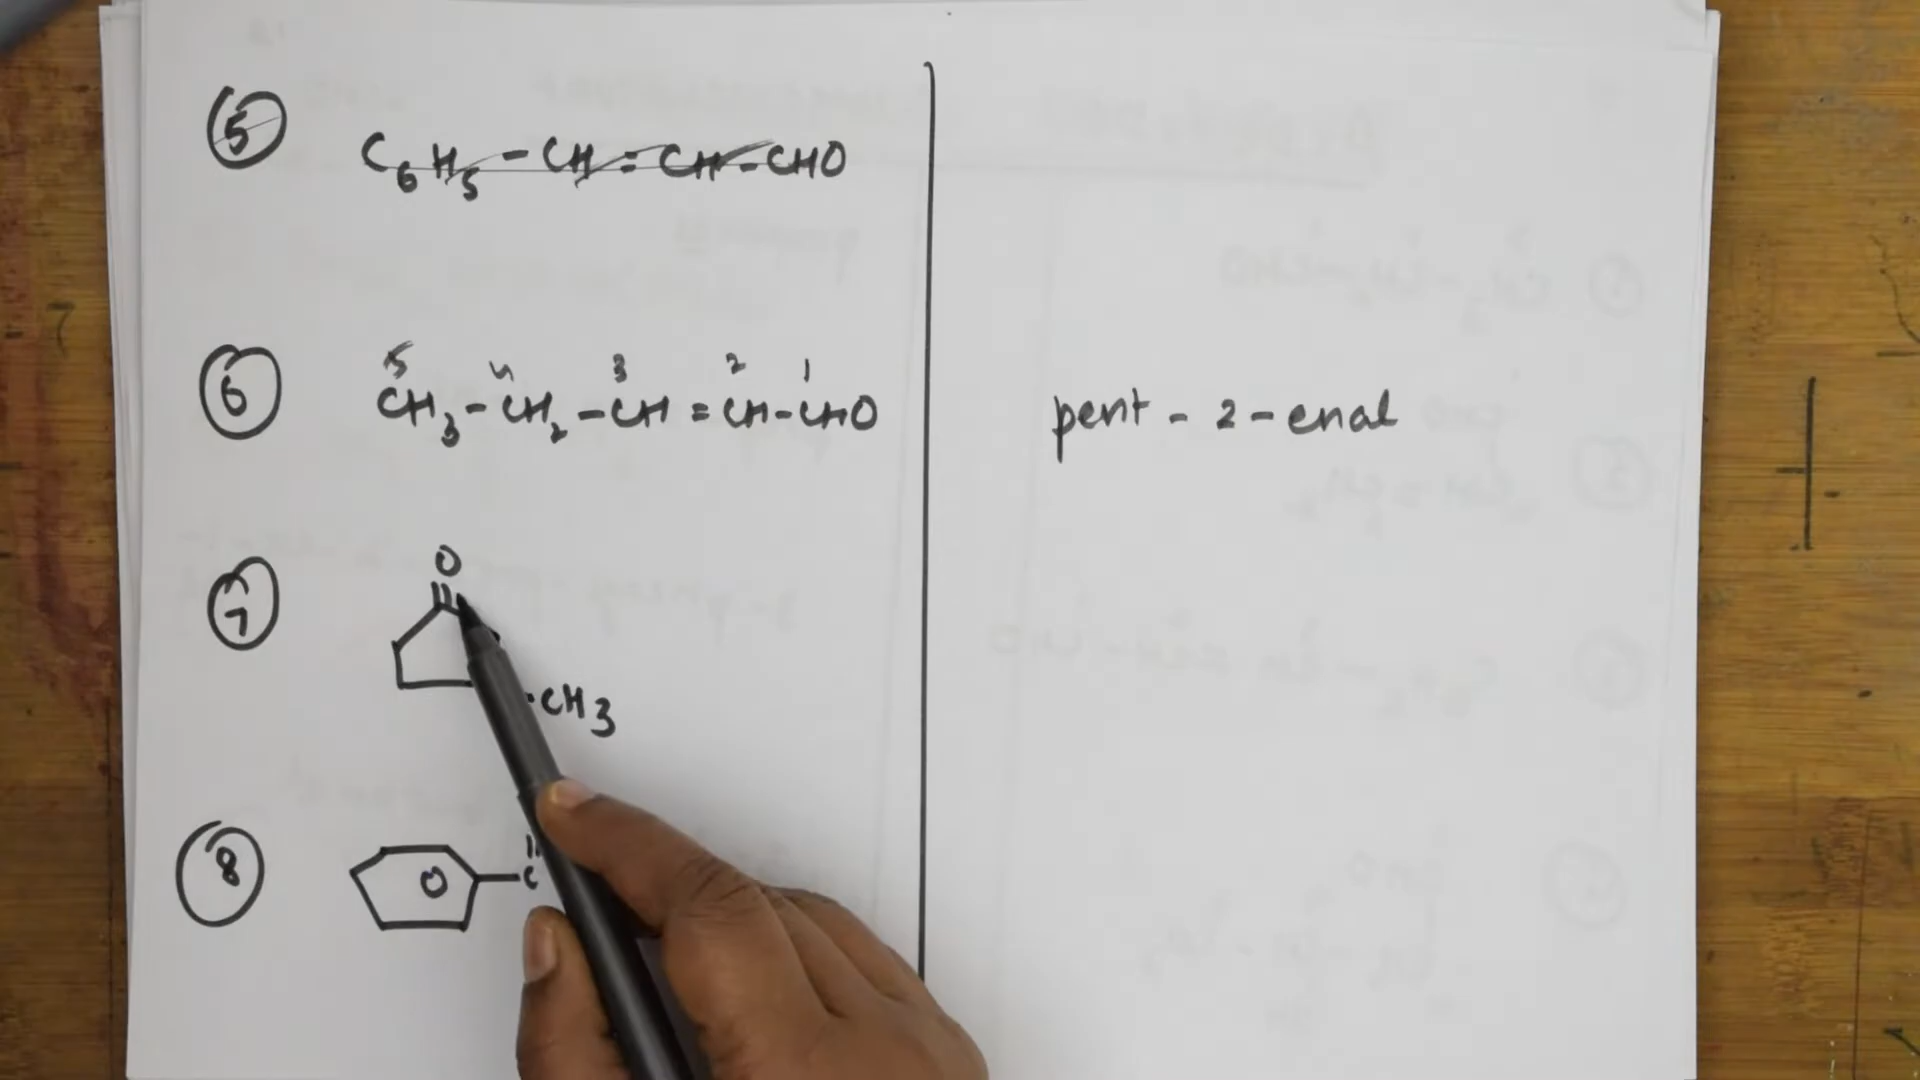 5 C6H5-CH=CH-CHO
5 4 3 2 1
6 CH3-CH2-CH=CH-CHO pent-2-enal
O
7
CH3
8 O C